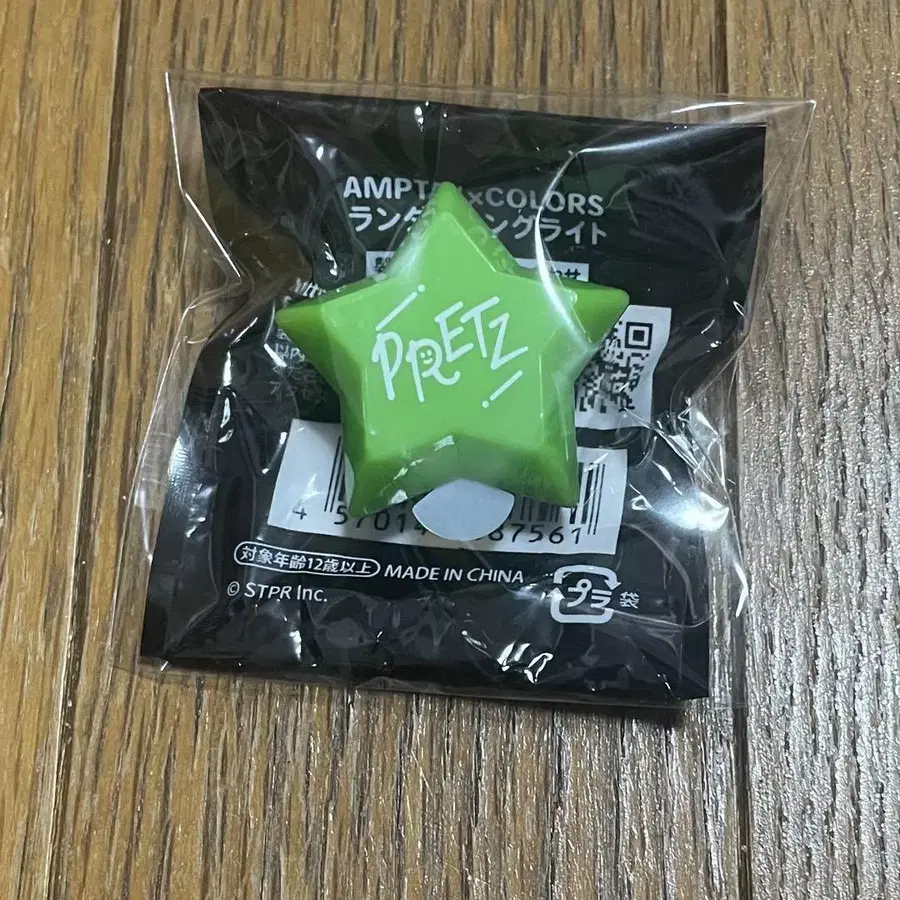 AMPT ×COLORS
ラン ングライト
PRETZ
4 57014 87561
対象年齢12歳以上 MADE IN CHINA
© STPR Inc.
プラ 袋